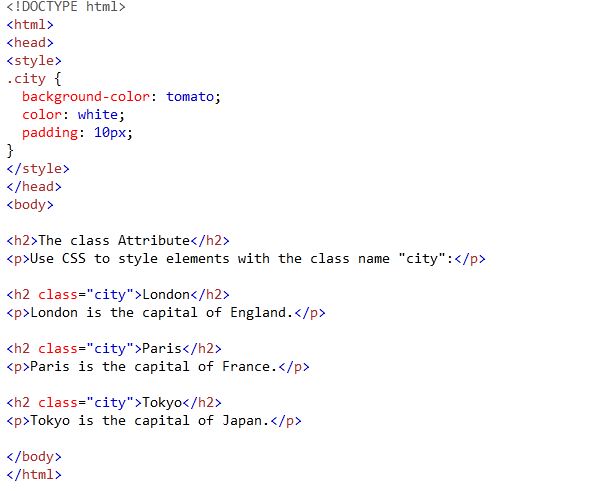 <!DOCTYPE html>
<html>
<head>
<style>
.city {
  background-color: tomato;
  color: white;
  padding: 10px;
}
</style>
</head>
<body>

<h2>The class Attribute</h2>
<p>Use CSS to style elements with the class name "city":</p>

<h2 class="city">London</h2>
<p>London is the capital of England.</p>

<h2 class="city">Paris</h2>
<p>Paris is the capital of France.</p>

<h2 class="city">Tokyo</h2>
<p>Tokyo is the capital of Japan.</p>

</body>
</html>